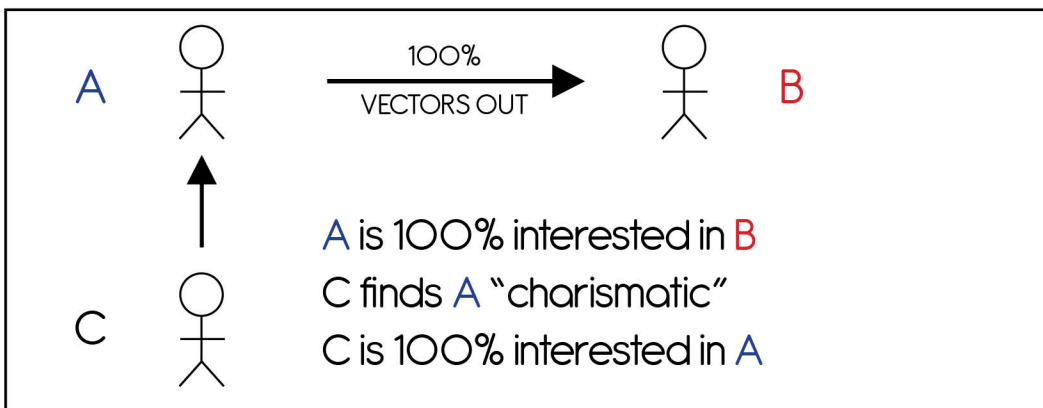 A
100%
VECTORS OUT
B
A is 100% interested in B
C finds A “charismatic”
C
C is 100% interested in A